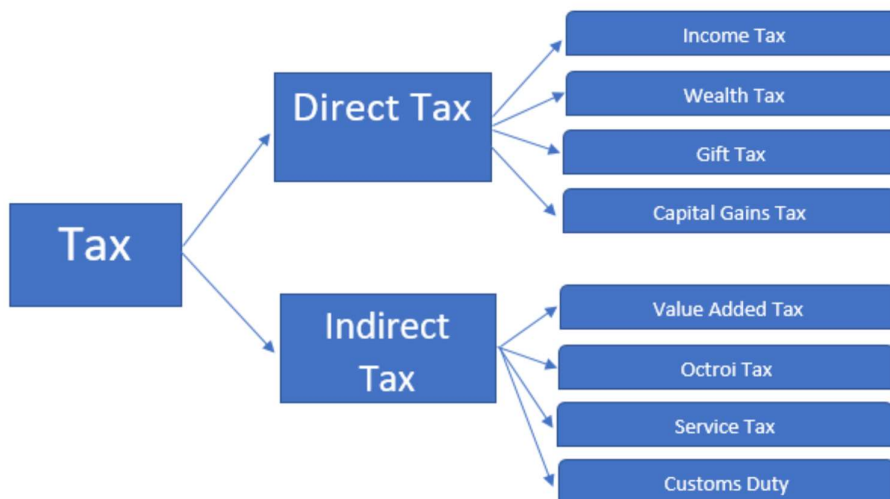 Tax
Direct Tax
Income Tax
Wealth Tax
Gift Tax
Capital Gains Tax
Indirect
Tax
Value Added Tax
Octroi Tax
Service Tax
Customs Duty